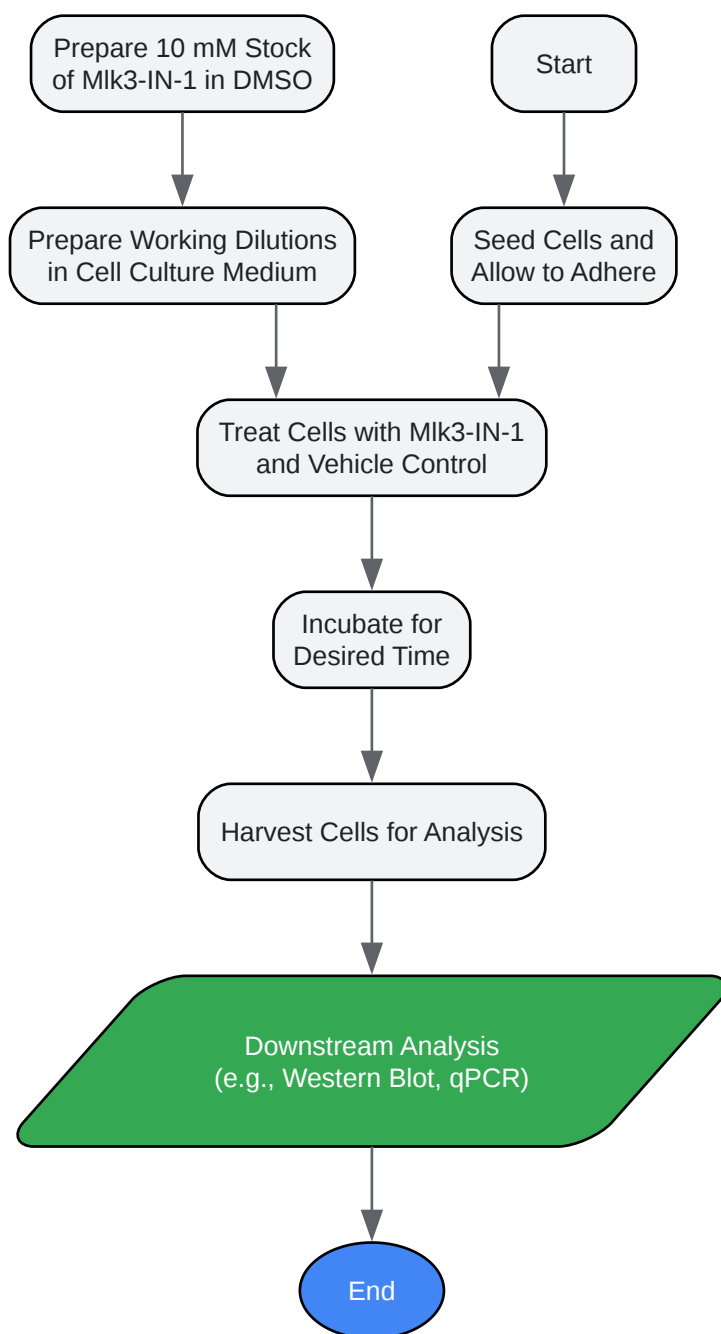 Prepare 10 mM Stock
of Mlk3-IN-1 in DMSO
Start
Prepare Working Dilutions
in Cell Culture Medium
Seed Cells and
Allow to Adhere
Treat Cells with Mlk3-IN-1
and Vehicle Control
Incubate for
Desired Time
Harvest Cells for Analysis
Downstream Analysis
(e.g., Western Blot, qPCR)
End